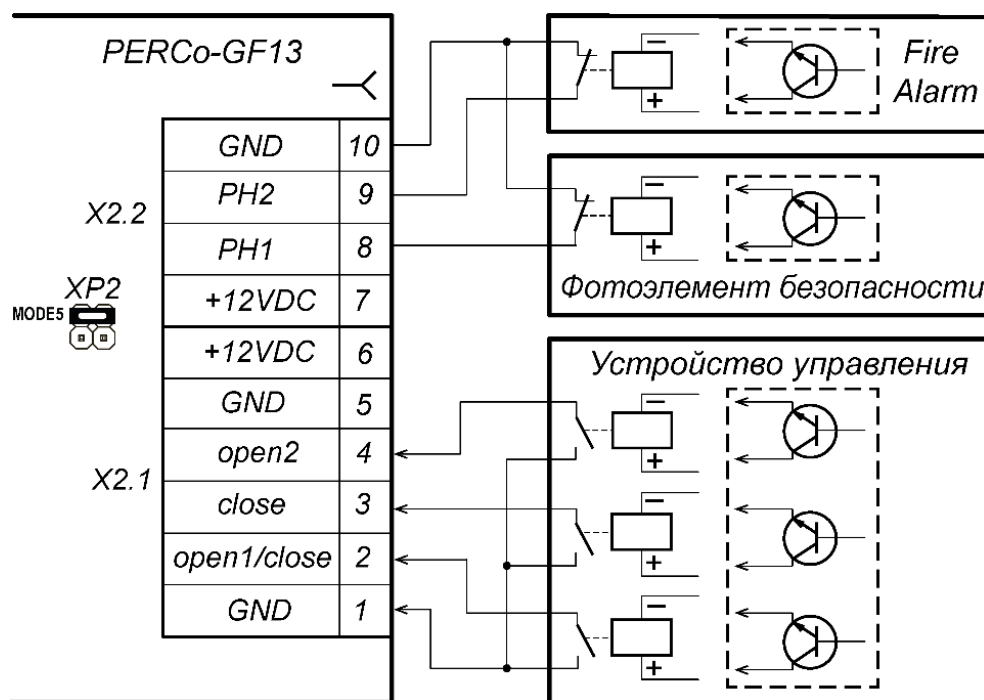 PERCo-GF13
X2.2
XP2
MODE5
X2.1
GND 10
PH2 9
PH1 8
+12VDC 7
+12VDC 6
GND 5
open2 4
close 3
open1/close 2
GND 1
Fire
Alarm
− +
Фотоэлемент безопасности
− +
Устройство управления
− +
− +
− +